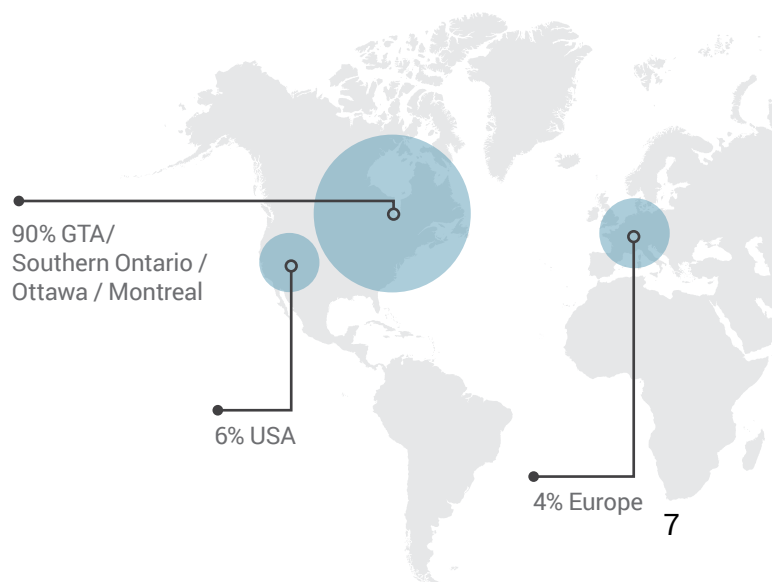 90% GTA/
Southern Ontario /
Ottawa / Montreal
6% USA
4% Europe
7